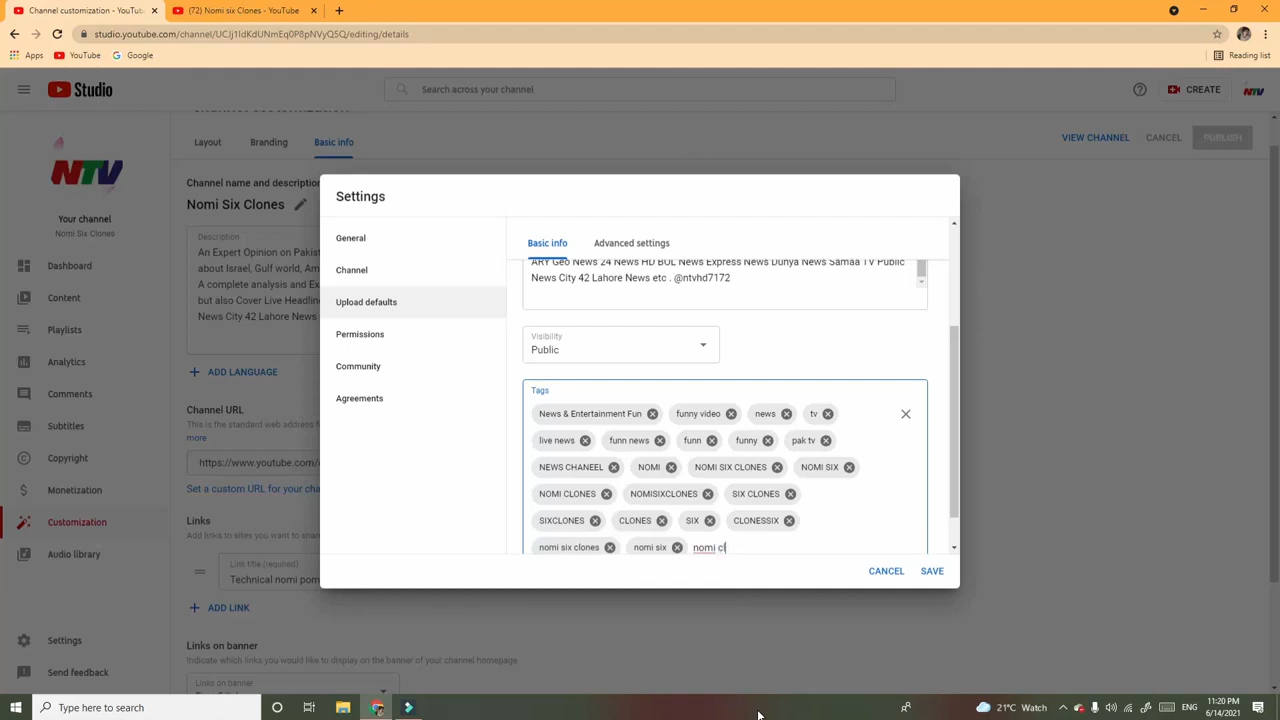 Channel customization - YouTube
(72) Nomi six Clones - YouTube
studio.youtube.com/channel/UCJj1IdKdUNmEq0P8pNVyQ5Q/editing/details
Apps
YouTube
Google
Reading list
Studio
Search across your channel
CREATE
NTV
Layout
Branding
Basic info
VIEW CHANNEL
CANCEL
PUBLISH
NTV
Your channel
Nomi Six Clones
Dashboard
Content
Playlists
Analytics
Comments
Subtitles
Copyright
Monetization
Customization
Audio library
Settings
Send feedback
Channel name and description
Nomi Six Clones
Description
An Expert Opinion on Pakist
about Israel, Gulf world, Am
A complete analysis and Ex
but also Cover Live Headline
News City 42 Lahore News
ADD LANGUAGE
Channel URL
This is the standard web address f
more
https://www.youtube.com/c
Set a custom URL for your cha
Links
Add links to sites you want to share
Link title (required)
Technical nomi pom
ADD LINK
Links on banner
Indicate which links you would like to display on the banner of your channel homepage
Links on banner
Settings
General
Channel
Upload defaults
Permissions
Community
Agreements
Basic info
Advanced settings
ARY Geo News 24 News HD BOL News Express News Dunya News Samaa TV Public
News City 42 Lahore News etc . @ntvhd7172
Visibility
Public
Tags
News & Entertainment Fun
funny video
news
tv
live news
funn news
funn
funny
pak tv
NEWS CHANEEL
NOMI
NOMI SIX CLONES
NOMI SIX
NOMI CLONES
NOMISIXCLONES
SIX CLONES
SIXCLONES
CLONES
SIX
CLONESSIX
nomi six clones
nomi six
nomi cl
CANCEL
SAVE
Type here to search
21°C Watch
11:20 PM
6/14/2021